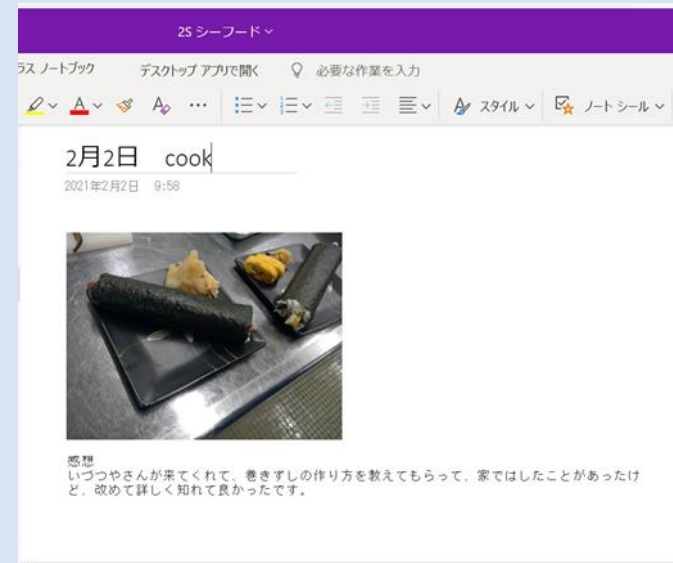 2S シーフード
ラス ノートブック デスクトップ アプリで開く 必要な作業を入力
A A スタイル ノート シール
2月2日 cook
2021年2月2日 9:58
感想
いづつやさんが来てくれて、巻きずしの作り方を教えてもらって、家ではしたことがあったけ
ど、改めて詳しく知れて良かったです。